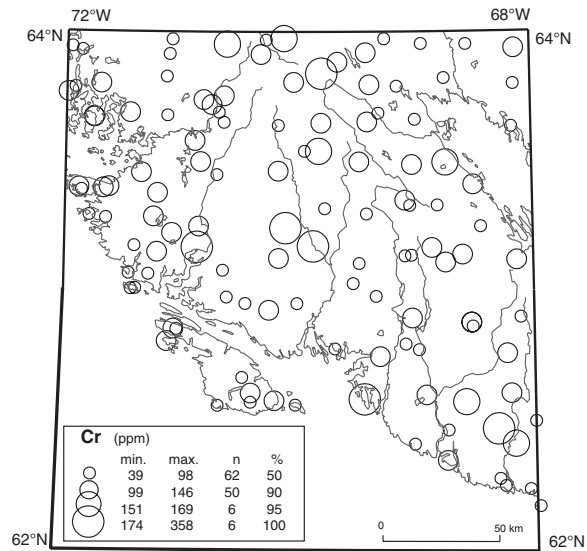 72°W 68°W
64°N 64°N
Cr (ppm)
min. max. n %
39 98 62 50
99 146 50 90
151 169 6 95
174 358 6 100
0 50 km
62°N 62°N